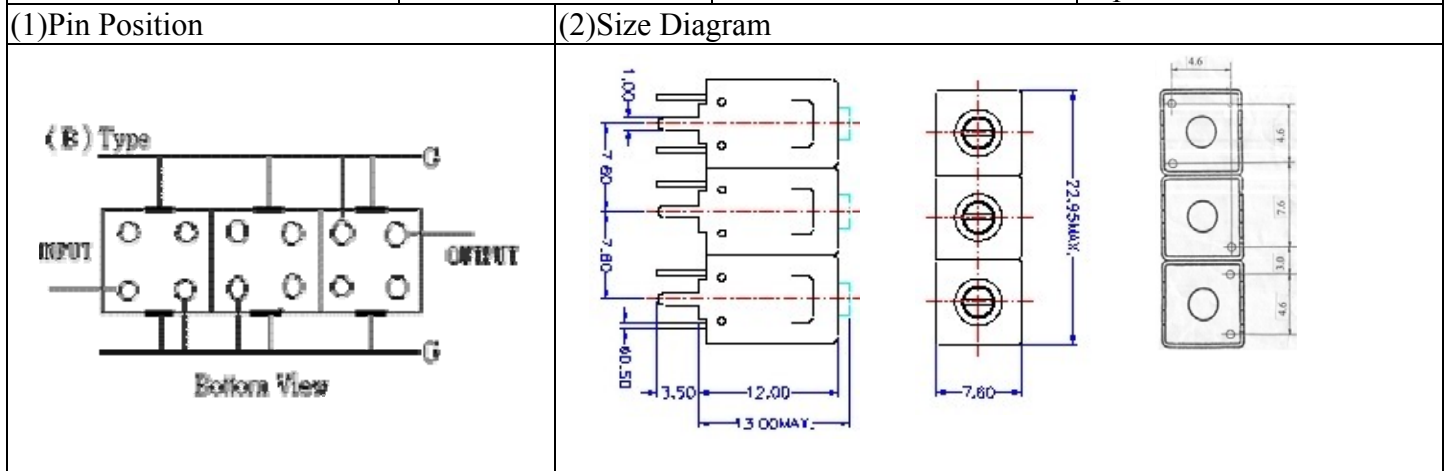 (1)Pin Position
(2)Size Diagram
(B) Type
G
INPUT
OUTPUT
G
Bottom View
1.00
7.60
7.60
Ø0.50
3.50
12.00
13.00MAX.
22.95MAX.
7.60
4.6
4.6
7.6
3.0
4.6